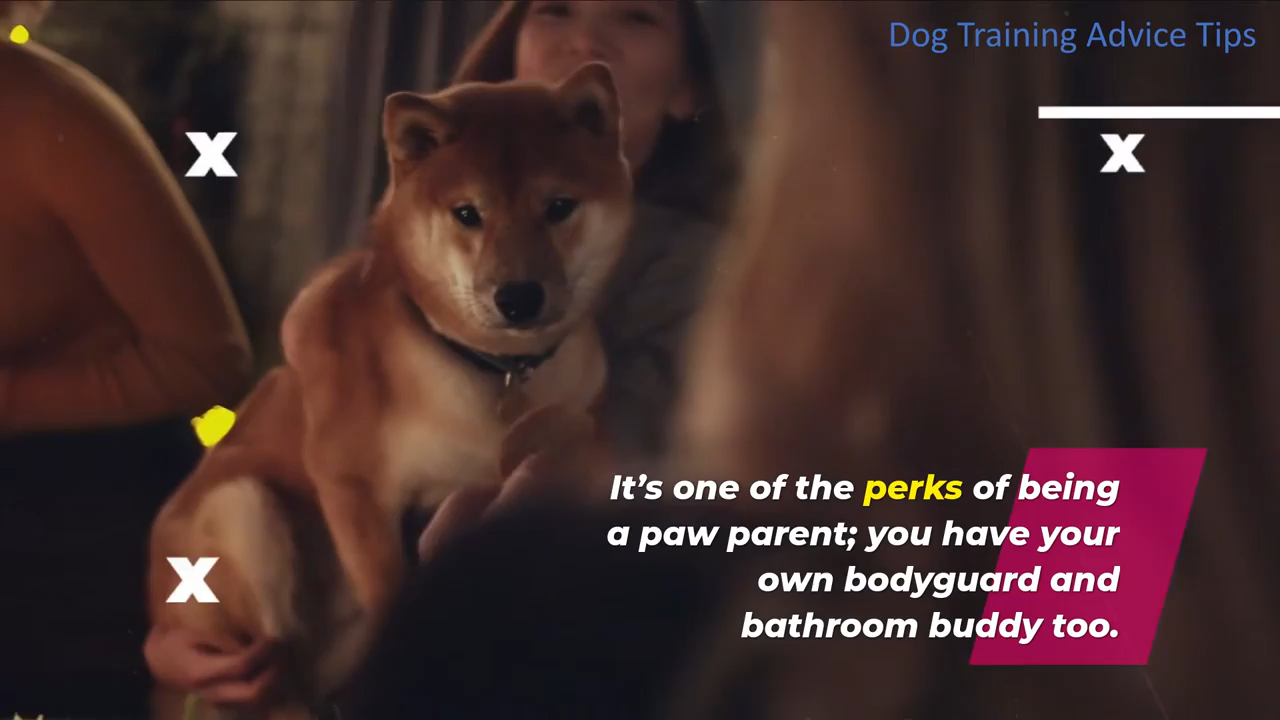 Dog Training Advice Tips
x
x
It's one of the perks of being
a paw parent; you have your
own bodyguard and
bathroom buddy too.
x